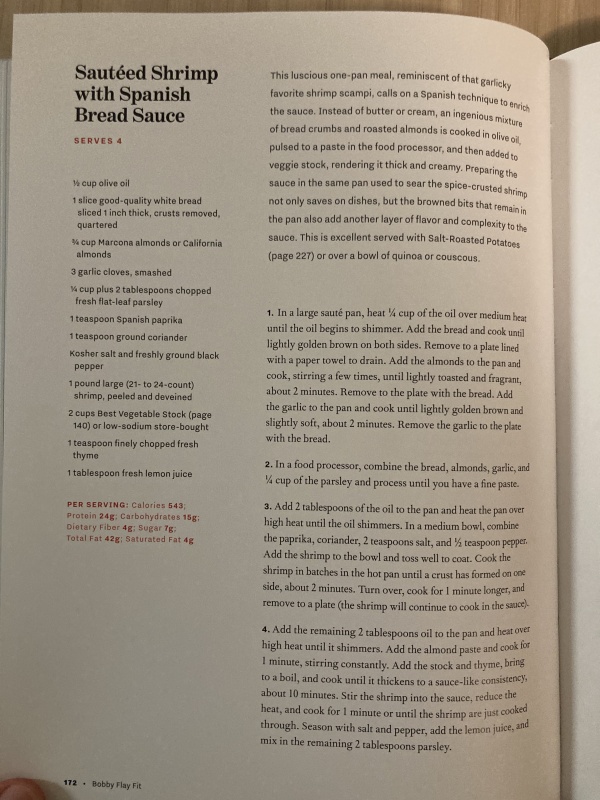 Sautéed Shrimp
with Spanish
Bread Sauce
SERVES 4
½ cup olive oil
1 slice good-quality white bread
sliced 1 inch thick, crusts removed,
quartered
¾ cup Marcona almonds or California
almonds
3 garlic cloves, smashed
¼ cup plus 2 tablespoons chopped
fresh flat-leaf parsley
1 teaspoon Spanish paprika
1 teaspoon ground coriander
Kosher salt and freshly ground black
pepper
1 pound large (21- to 24-count)
shrimp, peeled and deveined
2 cups Best Vegetable Stock (page
140) or low-sodium store-bought
1 teaspoon finely chopped fresh
thyme
1 tablespoon fresh lemon juice
PER SERVING: Calories 543;
Protein 24g; Carbohydrates 15g;
Dietary Fiber 4g; Sugar 7g;
Total Fat 42g; Saturated Fat 4g
This luscious one-pan meal, reminiscent of that garlicky
favorite shrimp scampi, calls on a Spanish technique to enrich
the sauce. Instead of butter or cream, an ingenious mixture
of bread crumbs and roasted almonds is cooked in olive oil,
pulsed to a paste in the food processor, and then added to
veggie stock, rendering it thick and creamy. Preparing the
sauce in the same pan used to sear the spice-crusted shrimp
not only saves on dishes, but the browned bits that remain in
the pan also add another layer of flavor and complexity to the
sauce. This is excellent served with Salt-Roasted Potatoes
(page 227) or over a bowl of quinoa or couscous.
1. In a large sauté pan, heat ¼ cup of the oil over medium heat
until the oil begins to shimmer. Add the bread and cook until
lightly golden brown on both sides. Remove to a plate lined
with a paper towel to drain. Add the almonds to the pan and
cook, stirring a few times, until lightly toasted and fragrant,
about 2 minutes. Remove to the plate with the bread. Add
the garlic to the pan and cook until lightly golden brown and
slightly soft, about 2 minutes. Remove the garlic to the plate
with the bread.
2. In a food processor, combine the bread, almonds, garlic, and
¼ cup of the parsley and process until you have a fine paste.
3. Add 2 tablespoons of the oil to the pan and heat the pan over
high heat until the oil shimmers. In a medium bowl, combine
the paprika, coriander, 2 teaspoons salt, and ½ teaspoon pepper.
Add the shrimp to the bowl and toss well to coat. Cook the
shrimp in batches in the hot pan until a crust has formed on one
side, about 2 minutes. Turn over, cook for 1 minute longer, and
remove to a plate (the shrimp will continue to cook in the sauce).
4. Add the remaining 2 tablespoons oil to the pan and heat over
high heat until it shimmers. Add the almond paste and cook for
1 minute, stirring constantly. Add the stock and thyme, bring
to a boil, and cook until it thickens to a sauce-like consistency,
about 10 minutes. Stir the shrimp into the sauce, reduce the
heat, and cook for 1 minute or until the shrimp are just cooked
through. Season with salt and pepper, add the lemon juice, and
mix in the remaining 2 tablespoons parsley.
172 • Bobby Flay Fit